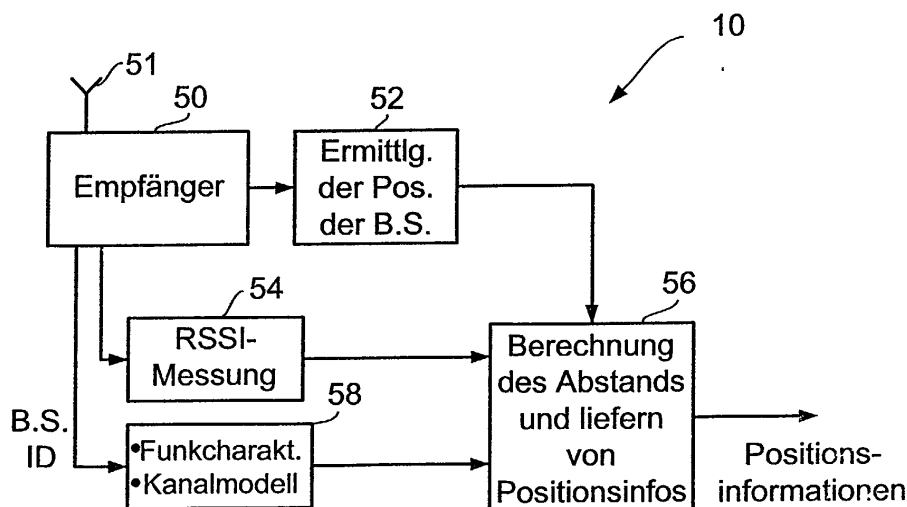 10
51
50
Empfänger
52
Ermittlg.
der Pos.
der B.S.
54
RSSI-
Messung
56
Berechnung
des Abstands
und liefern
von
Positionsinfos
58
•Funkcharakt.
•Kanalmodell
B.S.
ID
Positions-
informationen